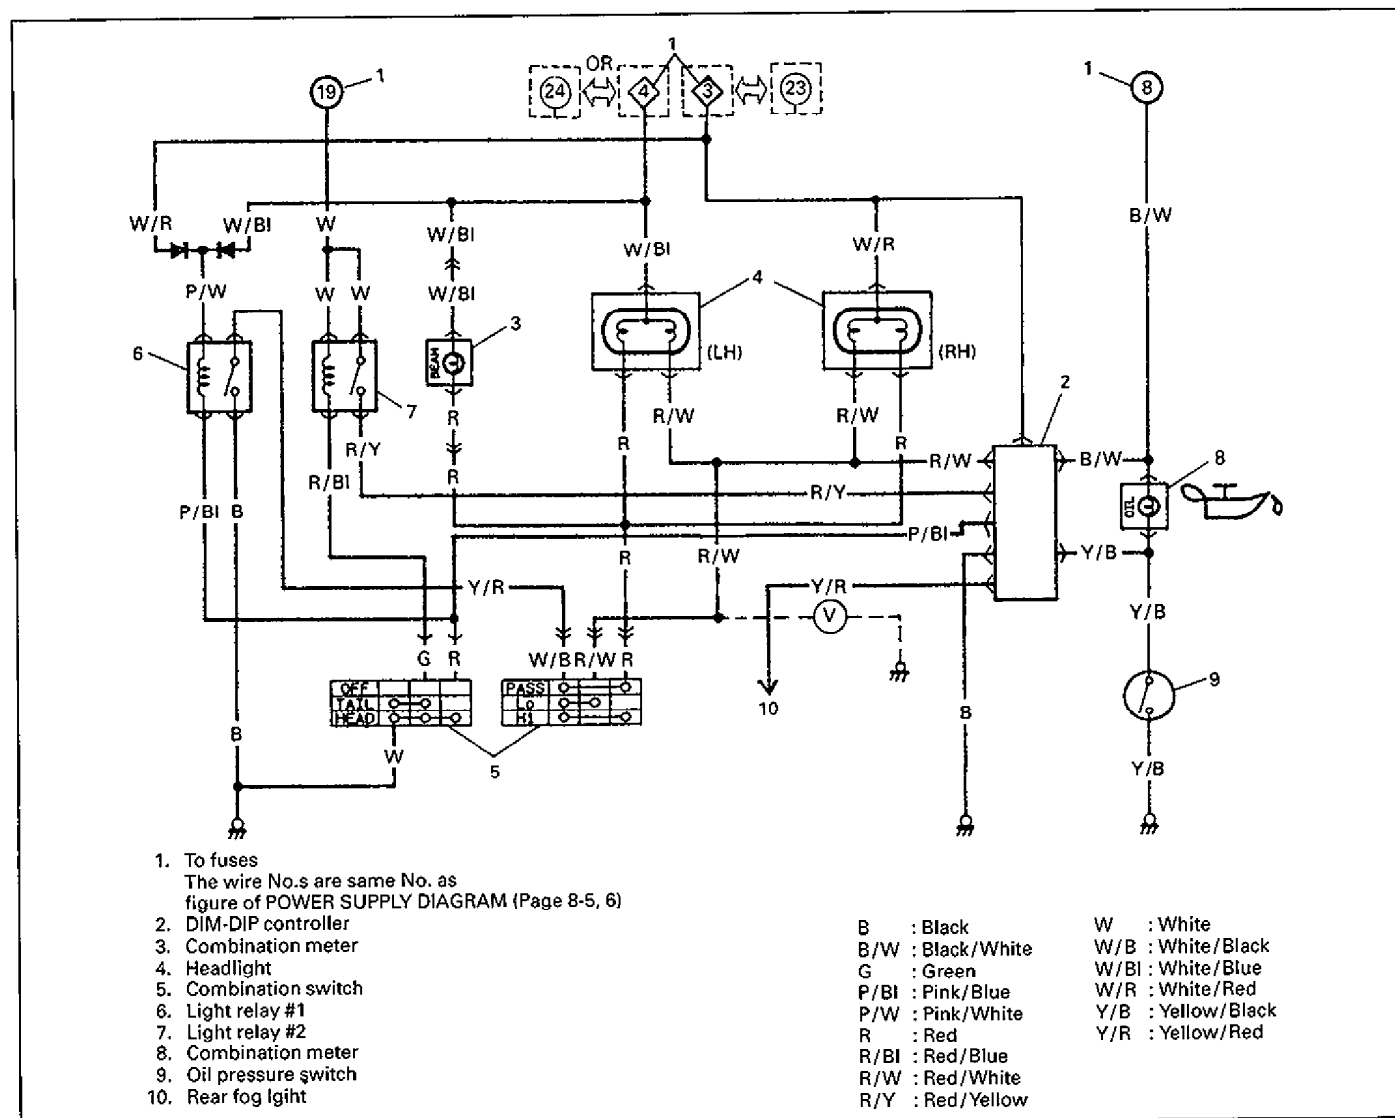 1
OR
24
4
3
23
19
1
1
8
W/R
W/Bl
W
W/Bl
W/Bl
W/R
B/W
P/W
W
W
W/Bl
4
6
BEAM
3
(LH)
(RH)
7
2
R
R/W
R/W
R/Y
R
R
R/W
B/W
8
R/Bl
R
R/Y
OIL
P/Bl
B
P/Bl
R
R/W
Y/B
Y/R
Y/R
V
Y/B
G
R
W/B
R/W
R
OFF
PASS
TAIL
Lo
HEAD
Hi
10
9
B
B
W
5
Y/B
1. To fuses
The wire No.s are same No. as
figure of POWER SUPPLY DIAGRAM (Page 8-5, 6)
2. DIM-DIP controller
3. Combination meter
4. Headlight
5. Combination switch
6. Light relay #1
7. Light relay #2
8. Combination meter
9. Oil pressure switch
10. Rear fog lgiht
B : Black
B/W : Black/White
G : Green
P/Bl : Pink/Blue
P/W : Pink/White
R : Red
R/Bl : Red/Blue
R/W : Red/White
R/Y : Red/Yellow
W : White
W/B : White/Black
W/Bl : White/Blue
W/R : White/Red
Y/B : Yellow/Black
Y/R : Yellow/Red